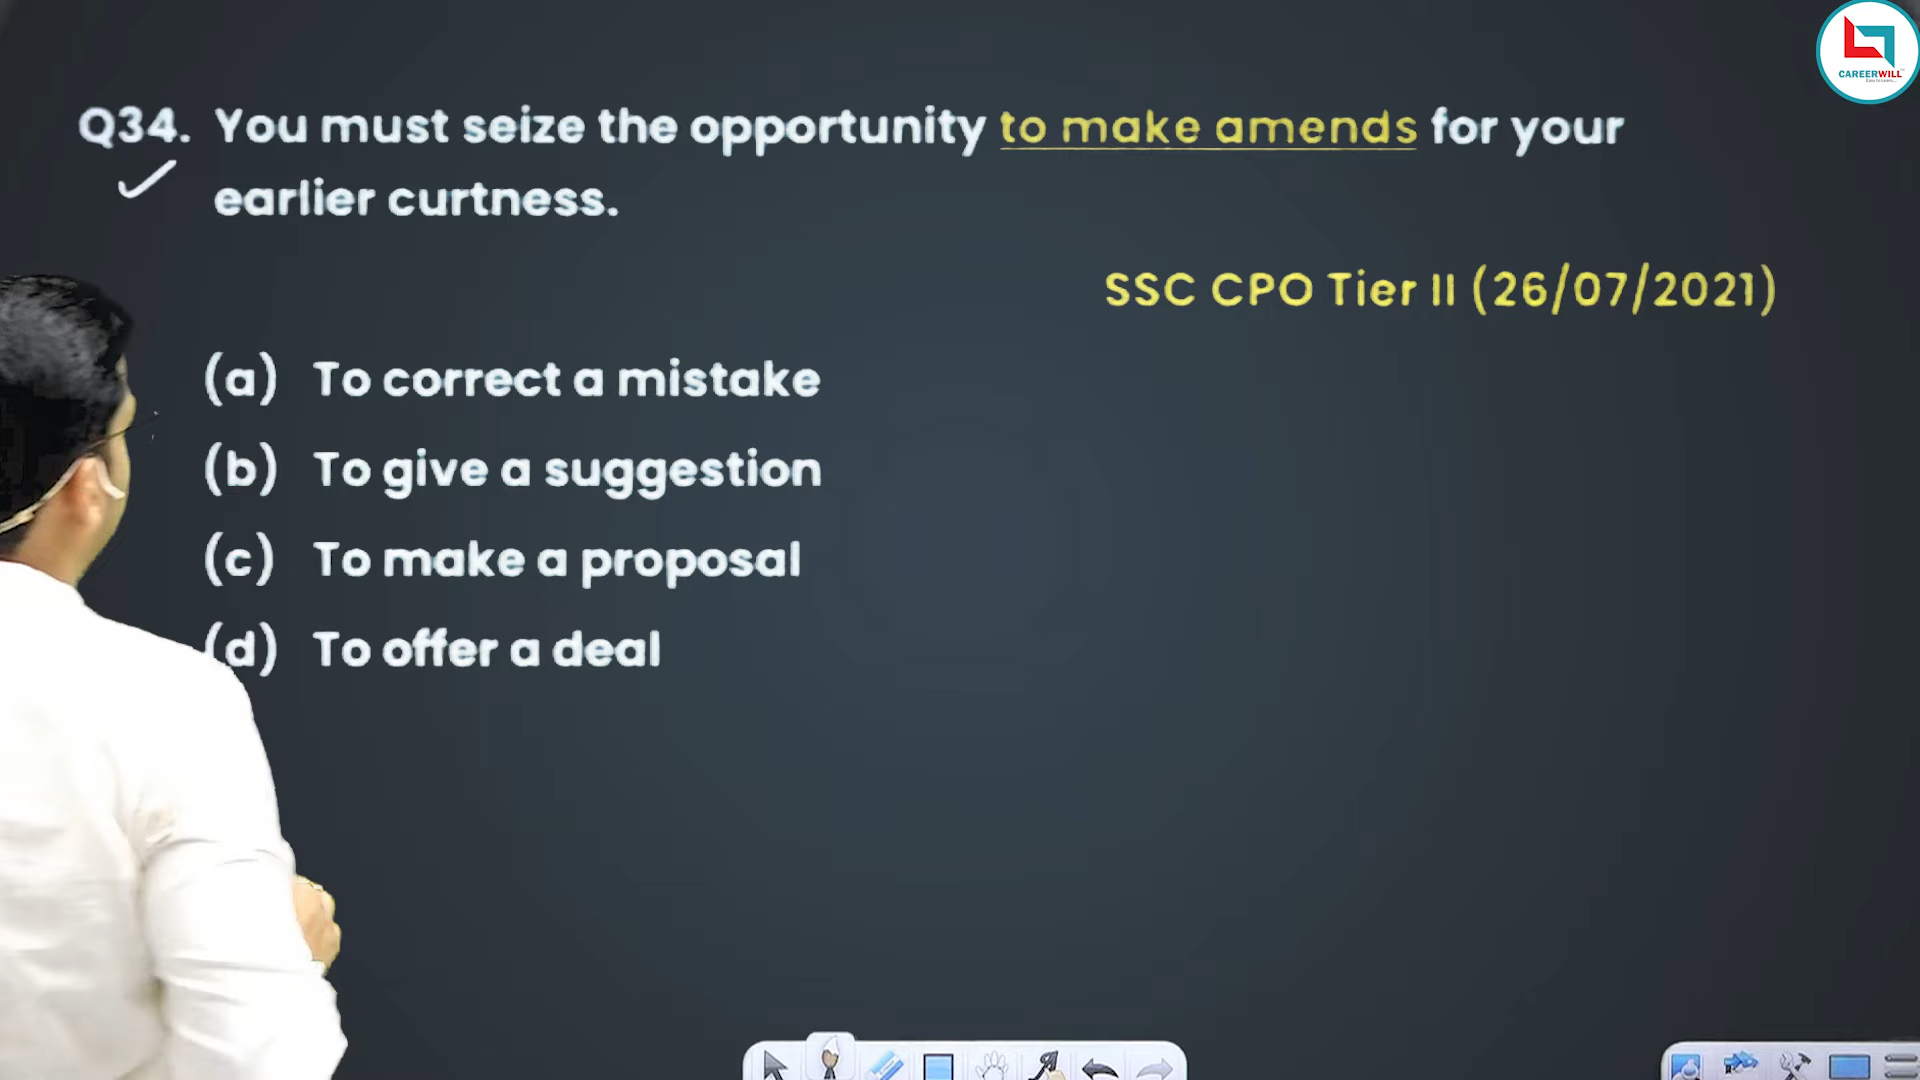 CAREERWILL
Q34. You must seize the opportunity to make amends for your
earlier curtness.
SSC CPO Tier II (26/07/2021)
(a) To correct a mistake
(b) To give a suggestion
(c) To make a proposal
(d) To offer a deal